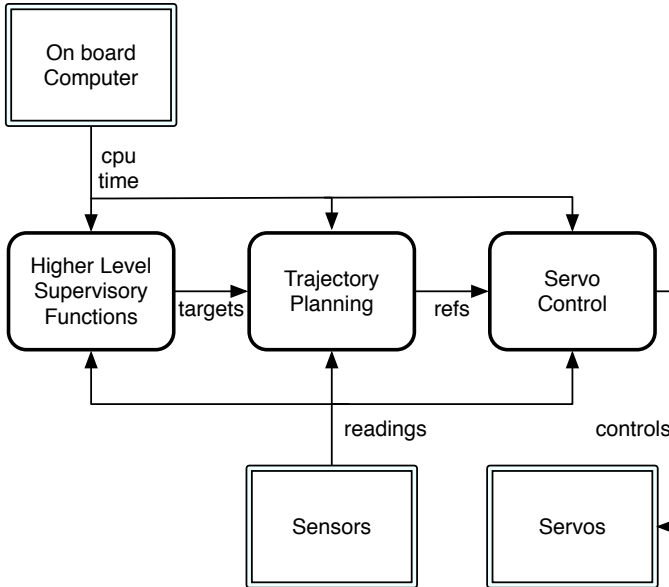 On board
Computer
cpu
time
Higher Level
Supervisory
Functions
targets
Trajectory
Planning
refs
Servo
Control
readings
controls
Sensors
Servos